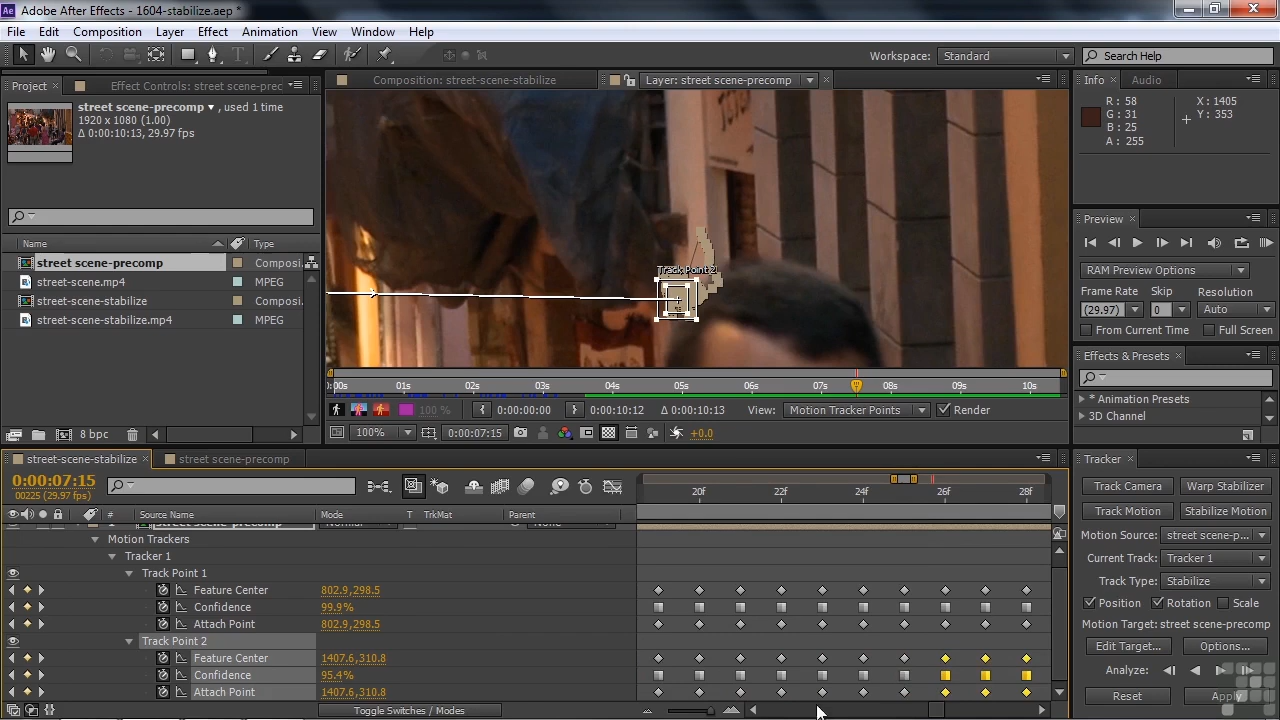 Adobe After Effects - 1604-stabilize.aep *
File Edit Composition Layer Effect Animation View Window Help
Workspace: Standard Search Help
Project Effect Controls: street scene-prec
street scene-precomp , used 1 time
1920 x 1080 (1.00)
Δ 0:00:10:13, 29.97 fps
Name Type
street scene-precomp Composi
street-scene.mp4 MPEG
street-scene-stabilize Composi
street-scene-stabilize.mp4 MPEG
8 bpc
Composition: street-scene-stabilize Layer: street scene-precomp
Track Point 2
:00s 01s 02s 03s 04s 05s 06s 07s 08s 09s 10s
100 % 0:00:00:00 0:00:10:12 Δ 0:00:10:13 View: Motion Tracker Points Render
100% 0:00:07:15 +0.0
Info Audio
R : 58 X : 1405
G : 31 Y : 353
B : 25
A : 255
Preview
RAM Preview Options
Frame Rate Skip Resolution
(29.97) 0 Auto
From Current Time Full Screen
Effects & Presets
* Animation Presets
3D Channel
street-scene-stabilize street scene-precomp
0:00:07:15
00225 (29.97 fps)
20f 22f 24f 26f 28f
# Source Name Mode T TrkMat Parent
Motion Trackers
Tracker 1
Track Point 1
Feature Center 802.9,298.5
Confidence 99.9%
Attach Point 802.9,298.5
Track Point 2
Feature Center 1407.6,310.8
Confidence 95.4%
Attach Point 1407.6,310.8
Toggle Switches / Modes
Tracker
Track Camera Warp Stabilizer
Track Motion Stabilize Motion
Motion Source: street scene-p...
Current Track: Tracker 1
Track Type: Stabilize
Position Rotation Scale
Motion Target: street scene-precomp
Edit Target... Options...
Analyze:
Reset Apply